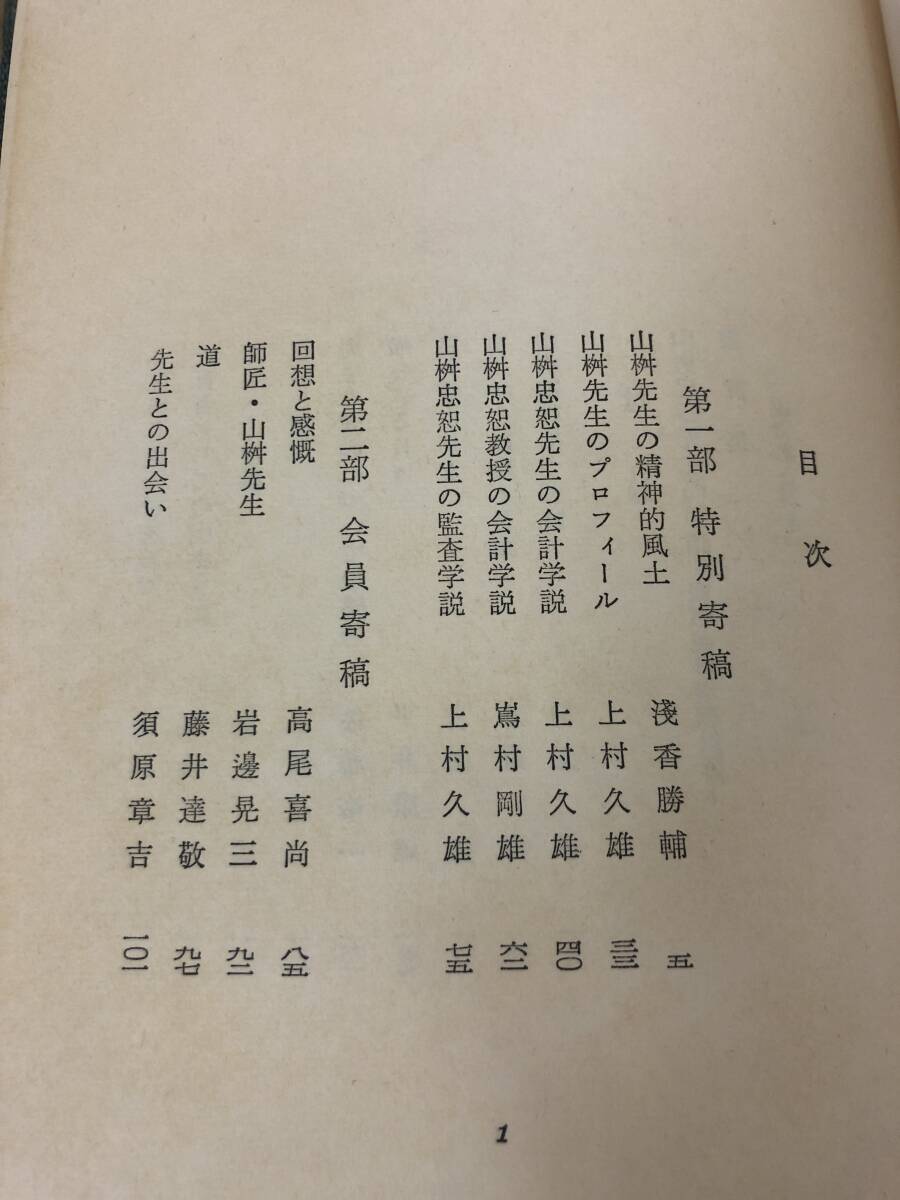 目次
第一部 特別寄稿
山桝先生の精神的風土 淺香勝輔 五
山桝先生のプロフィール 上村久雄 三三
山桝忠恕先生の会計学説 上村久雄 四〇
山桝忠恕教授の会計学説 嶌村剛雄 六二
山桝忠恕先生の監査学説 上村久雄 七五
第二部 会員寄稿
回想と感慨 高尾喜尚 八五
師匠・山桝先生 岩邊晃三 九二
道 藤井達敬 九七
先生との出会い 須原章吉 一〇一
1